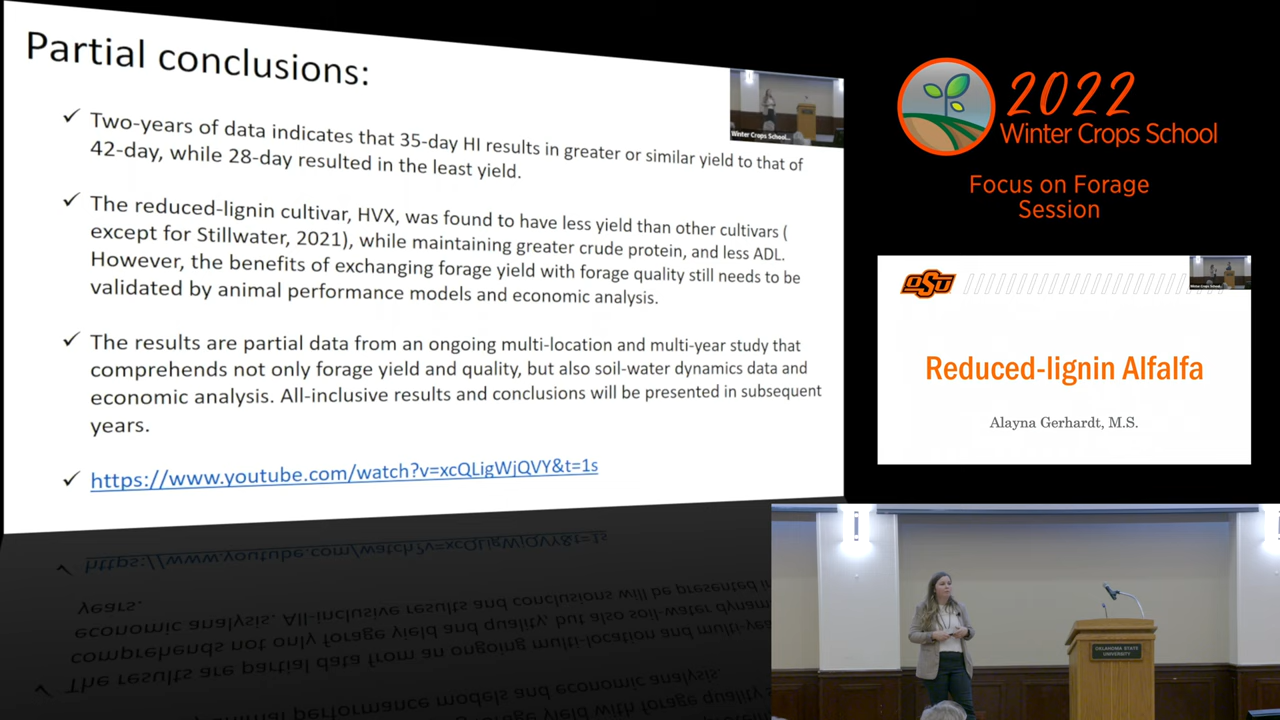 Partial conclusions:
Winter Crops School...
✓ Two-years of data indicates that 35-day HI results in greater or similar yield to that of
42-day, while 28-day resulted in the least yield.
✓ The reduced-lignin cultivar, HVX, was found to have less yield than other cultivars (
except for Stillwater, 2021), while maintaining greater crude protein, and less ADL.
However, the benefits of exchanging forage yield with forage quality still needs to be
validated by animal performance models and economic analysis.
✓ The results are partial data from an ongoing multi-location and multi-year study that
comprehends not only forage yield and quality, but also soil-water dynamics data and
economic analysis. All-inclusive results and conclusions will be presented in subsequent
years.
✓ https://www.youtube.com/watch?v=xcQLigWjQVY&t=1s
2022
Winter Crops School
Focus on Forage
Session
OSU
Reduced-lignin Alfalfa
Alayna Gerhardt, M.S.
OKLAHOMA STATE
UNIVERSITY